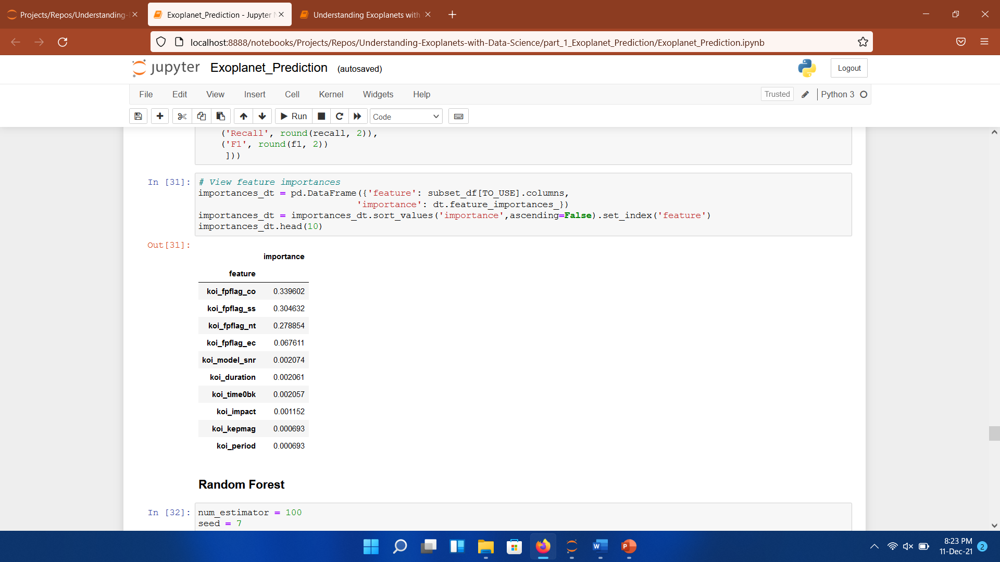 Projects/Repos/Understanding-
Exoplanet_Prediction - Jupyter
Understanding Exoplanets with
localhost:8888/notebooks/Projects/Repos/Understanding-Exoplanets-with-Data-Science/part_1_Exoplanet_Prediction/Exoplanet_Prediction.ipynb
jupyter Exoplanet_Prediction (autosaved)
Logout
File Edit View Insert Cell Kernel Widgets Help
Trusted Python 3
Run Code
('Recall', round(recall, 2)),
('F1', round(f1, 2))
]))
In [31]:
# View feature importances
importances_dt = pd.DataFrame({'feature': subset_df[TO_USE].columns,
'importance': dt.feature_importances_})
importances_dt = importances_dt.sort_values('importance',ascending=False).set_index('feature')
importances_dt.head(10)
Out[31]:
importance
feature
koi_fpflag_co 0.339602
koi_fpflag_ss 0.304632
koi_fpflag_nt 0.278854
koi_fpflag_ec 0.067611
koi_model_snr 0.002074
koi_duration 0.002061
koi_time0bk 0.002057
koi_impact 0.001152
koi_kepmag 0.000693
koi_period 0.000693
Random Forest
In [32]:
num_estimator = 100
seed = 7
W
P
8:23 PM
11-Dec-21
2